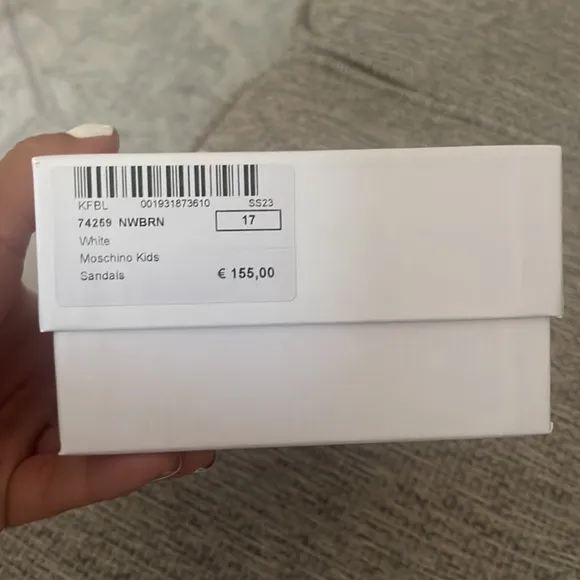 KFBL 001931873610 SS23
74259 NWBRN 17
White
Moschino Kids
Sandals € 155,00